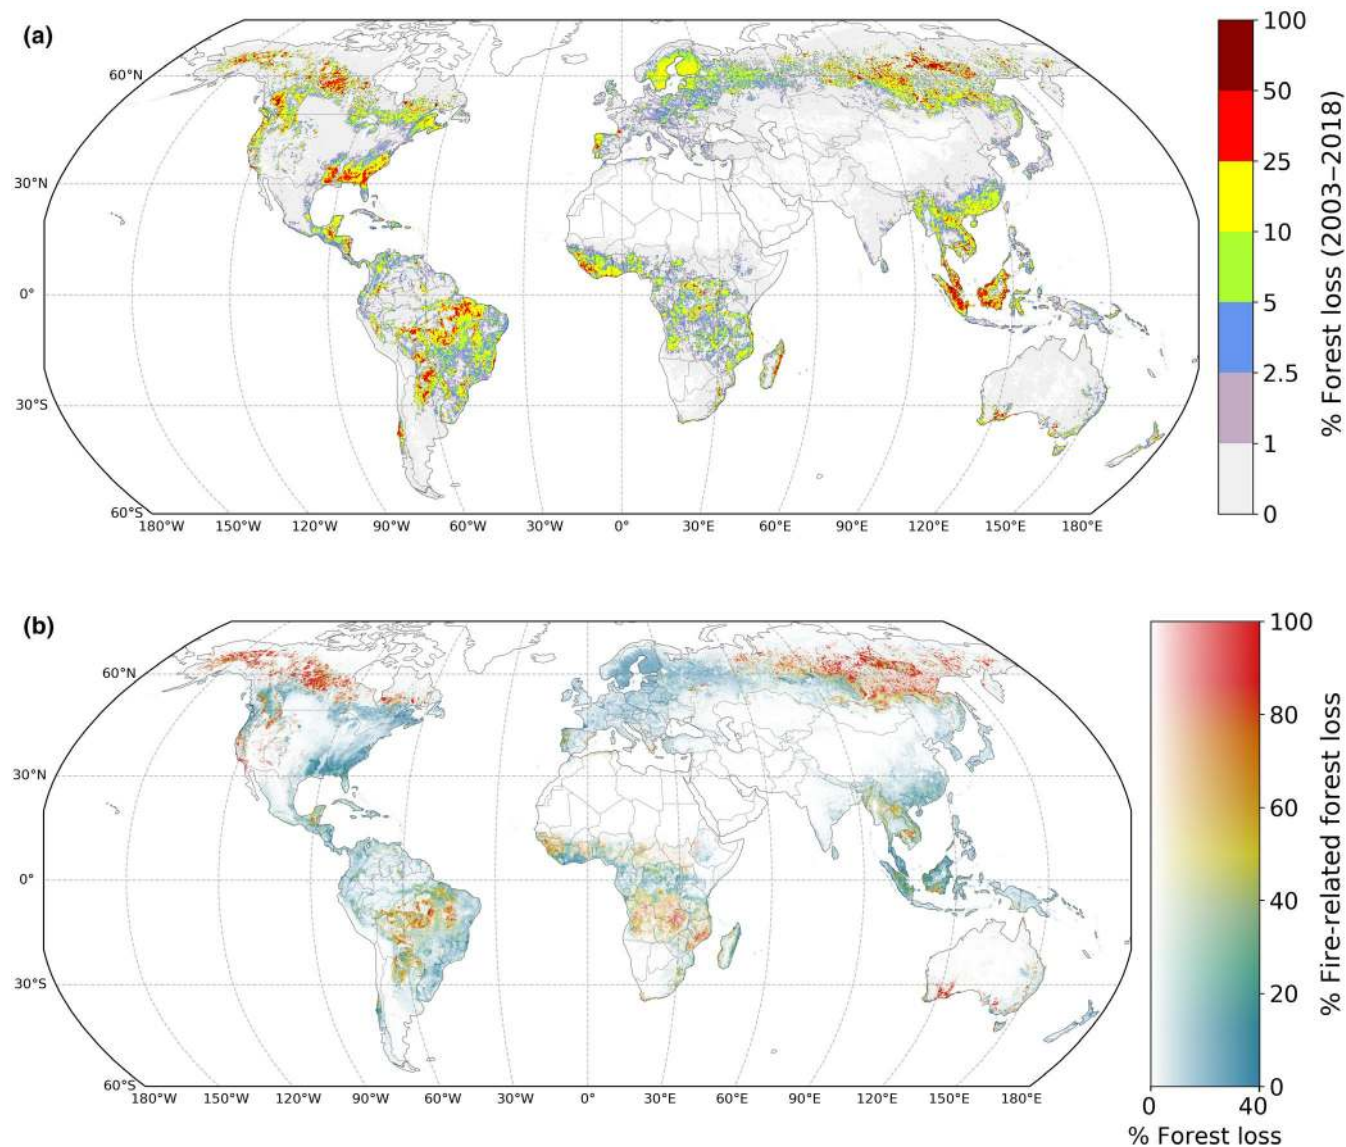 (a)
60°N
30°N
0°
30°S
60°S
180°W 150°W 120°W 90°W 60°W 30°W 0° 30°E 60°E 90°E 120°E 150°E 180°E
100
50
25
10
5
2.5
1
0
% Forest loss (2003–2018)
(b)
60°N
30°N
0°
30°S
60°S
180°W 150°W 120°W 90°W 60°W 30°W 0° 30°E 60°E 90°E 120°E 150°E 180°E
100
80
60
40
20
0
% Fire-related forest loss
0 40
% Forest loss